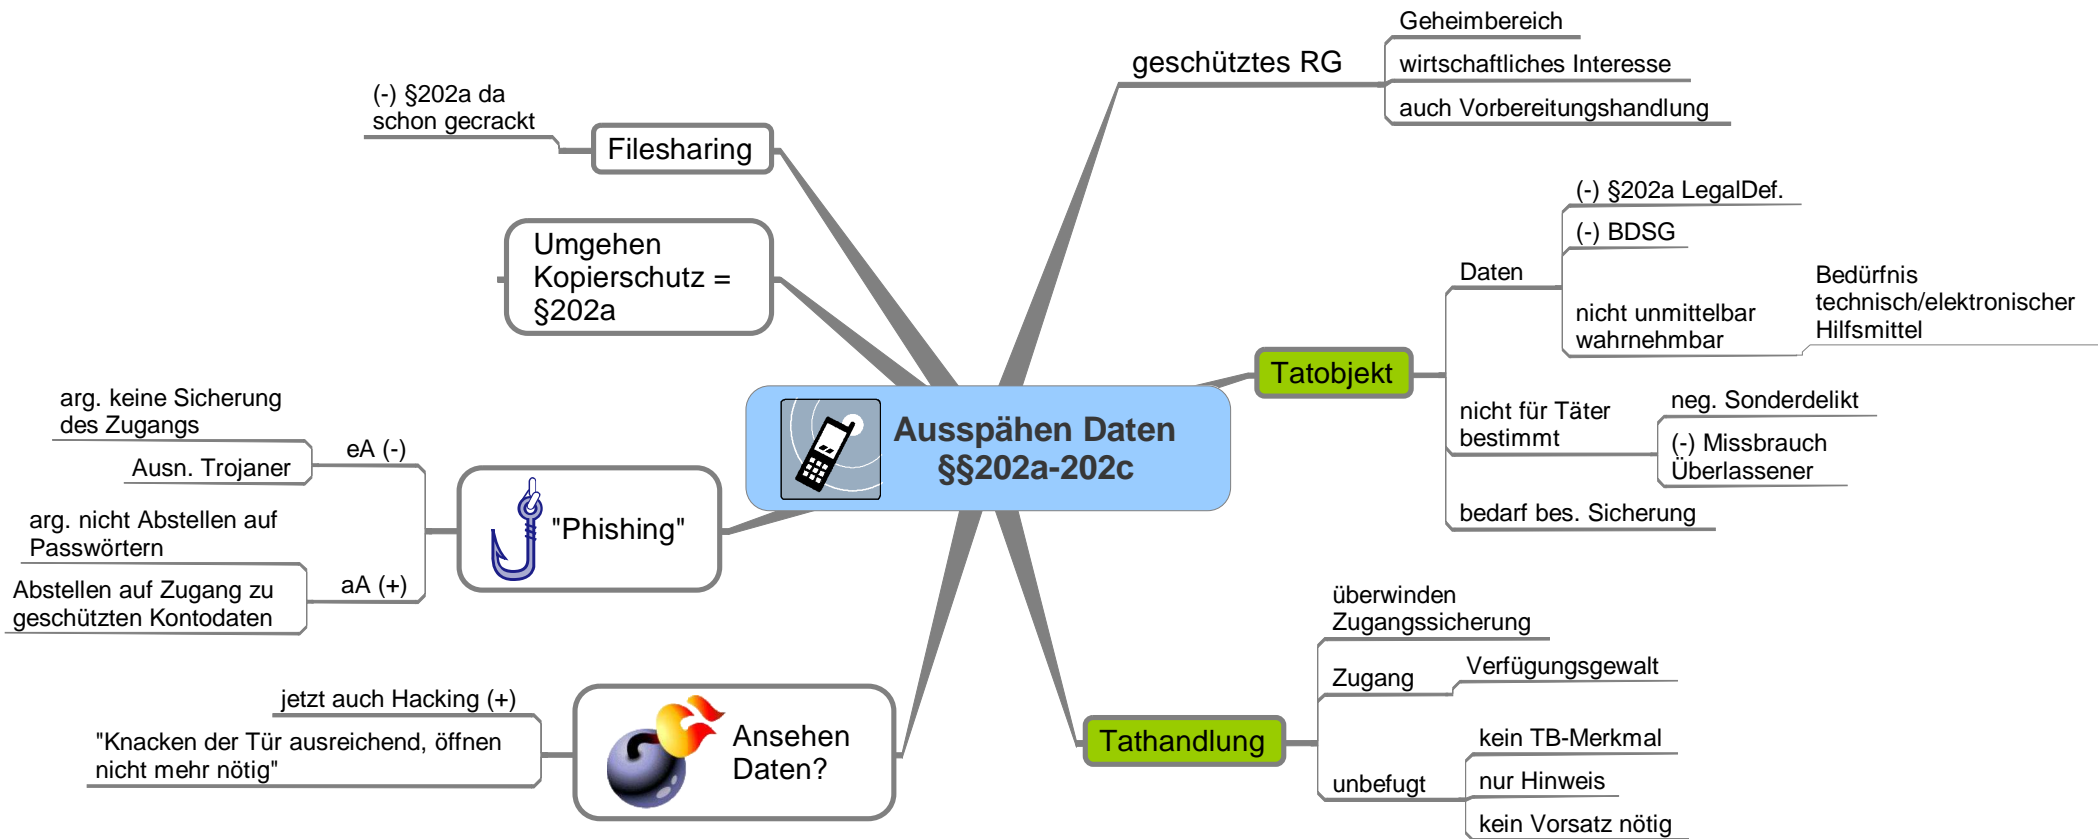 Ausspähen Daten
§§202a-202c
geschütztes RG
Geheimbereich
wirtschaftliches Interesse
auch Vorbereitungshandlung
Tatobjekt
Daten
(-) §202a LegalDef.
(-) BDSG
nicht unmittelbar
wahrnehmbar
Bedürfnis
technisch/elektronischer
Hilfsmittel
nicht für Täter
bestimmt
neg. Sonderdelikt
(-) Missbrauch
Überlassener
bedarf bes. Sicherung
Tathandlung
überwinden
Zugangssicherung
Zugang
Verfügungsgewalt
unbefugt
kein TB-Merkmal
nur Hinweis
kein Vorsatz nötig
Filesharing
(-) §202a da
schon gecrackt
Umgehen
Kopierschutz =
§202a
"Phishing"
eA (-)
arg. keine Sicherung
des Zugangs
Ausn. Trojaner
aA (+)
arg. nicht Abstellen auf
Passwörtern
Abstellen auf Zugang zu
geschützten Kontodaten
Ansehen
Daten?
jetzt auch Hacking (+)
"Knacken der Tür ausreichend, öffnen
nicht mehr nötig"